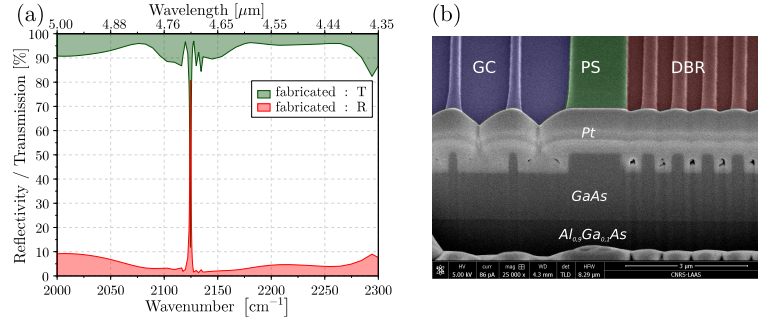 (a)
Wavelength [μm]
5.00 4.88 4.76 4.65 4.55 4.44 4.35
Reflectivity / Transmission [%]
100
90
80
70
60
50
40
30
20
10
0
fabricated : T
fabricated : R
2000 2050 2100 2150 2200 2250 2300
Wavenumber [cm⁻¹]
(b)
GC PS DBR
Pt
GaAs
Al0,9Ga0,1As
HV curr mag WD det HFW 3 µm
5.00 kV 86 pA 25 000 x 4.3 mm TLD 8.29 µm CNRS-LAAS